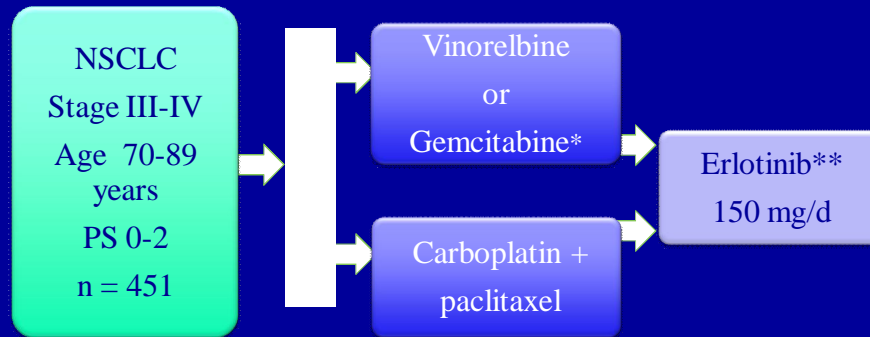 NSCLC
Stage III-IV
Age 70-89
years
PS 0-2
n = 451
Vinorelbine
or
Gemcitabine*
Carboplatin +
paclitaxel
Erlotinib**
150 mg/d